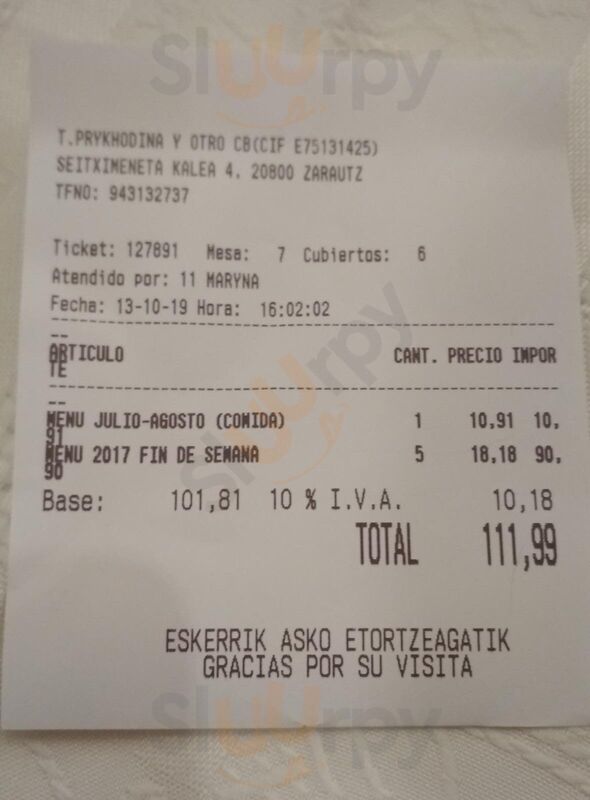 Sluurpy
T.PRYKHODINA Y OTRO CB(CIF E75131425)
SEITXIMENETA KALEA 4, 20800 ZARAUTZ
TFNO: 943132737
Ticket: 127891 Mesa: 7 Cubiertos: 6
Atendido por: 11 MARYNA
Fecha: 13-10-19 Hora: 16:02:02
--------------------------------
--
ARTICULO CANT. PRECIO IMPOR
TE
--------------------------------
--
MENU JULIO-AGOSTO (COMIDA) 1 10,91 10,
91
MENU 2017 FIN DE SEMANA 5 18,18 90,
90
Base: 101,81 10 % I.V.A. 10,18
TOTAL 111,99
ESKERRIK ASKO ETORTZEAGATIK
GRACIAS POR SU VISITA
Sluurpy
Sluurpy